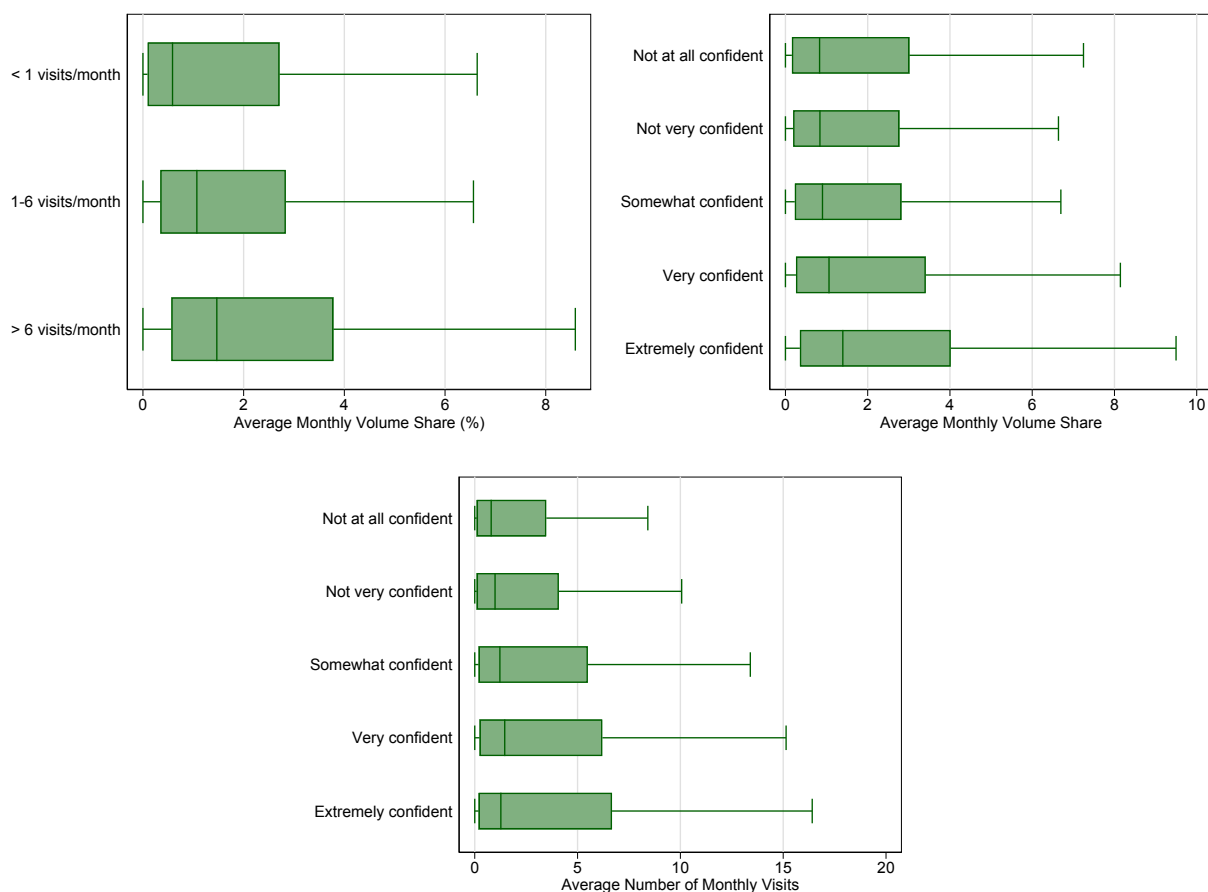 < 1 visits/month
1-6 visits/month
> 6 visits/month
0 2 4 6 8
Average Monthly Volume Share (%)
Not at all confident
Not very confident
Somewhat confident
Very confident
Extremely confident
0 2 4 6 8 10
Average Monthly Volume Share
Not at all confident
Not very confident
Somewhat confident
Very confident
Extremely confident
0 5 10 15 20
Average Number of Monthly Visits